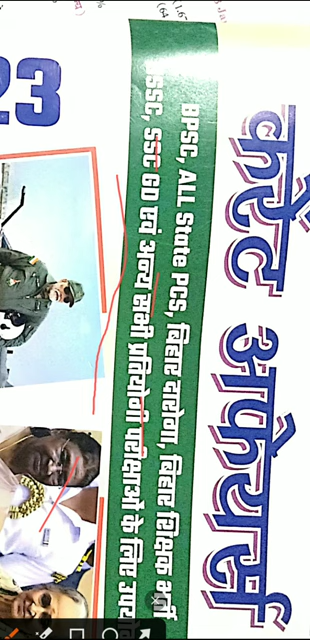 करेंट अफेयर्स
BPSC, ALL State PCS, बिहार दारोगा, बिहार शिक्षक भर्ती
SSC, SSC GD एवं अन्य सभी प्रतियोगी परीक्षाओं के लिए
23